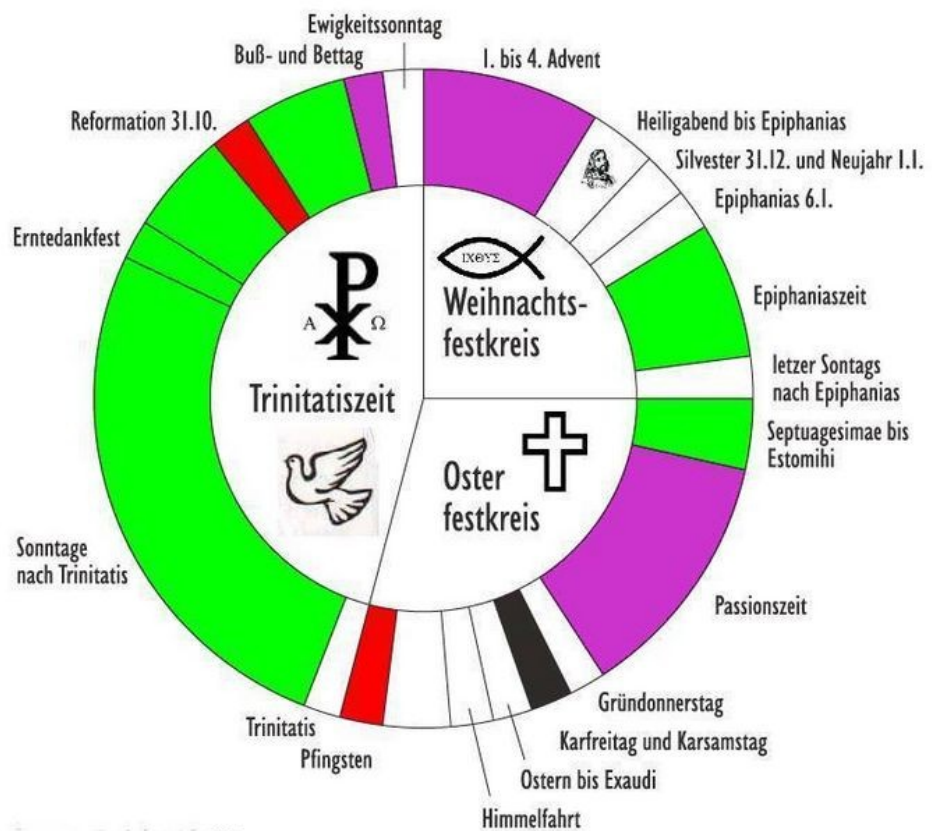 Ewigkeitssonntag
Buß- und Bettag
1. bis 4. Advent
Reformation 31.10.
Heiligabend bis Epiphanias
Silvester 31.12. und Neujahr 1.1.
Epiphanias 6.1.
Erntedankfest
Epiphaniaszeit
letzer Sontags
nach Epiphanias
Septuagesimae bis
Estomihi
ΙΧΘΥΣ
Weihnachts-
festkreis
Α Ω
Trinitatiszeit
Oster
festkreis
Sonntage
nach Trinitatis
Passionszeit
Gründonnerstag
Karfreitag und Karsamstag
Ostern bis Exaudi
Himmelfahrt
Trinitatis
Pfingsten